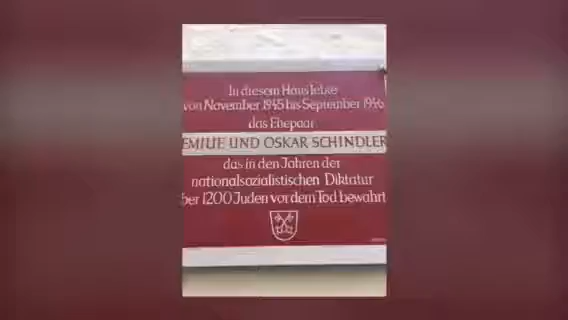 In diesem Haus lebte
von November 1945 bis September 1946
das Ehepaar
EMILIE UND OSKAR SCHINDLER
das in den Jahren der
nationalsozialistischen Diktatur
ber 1200 Juden vor dem Tod bewahrt